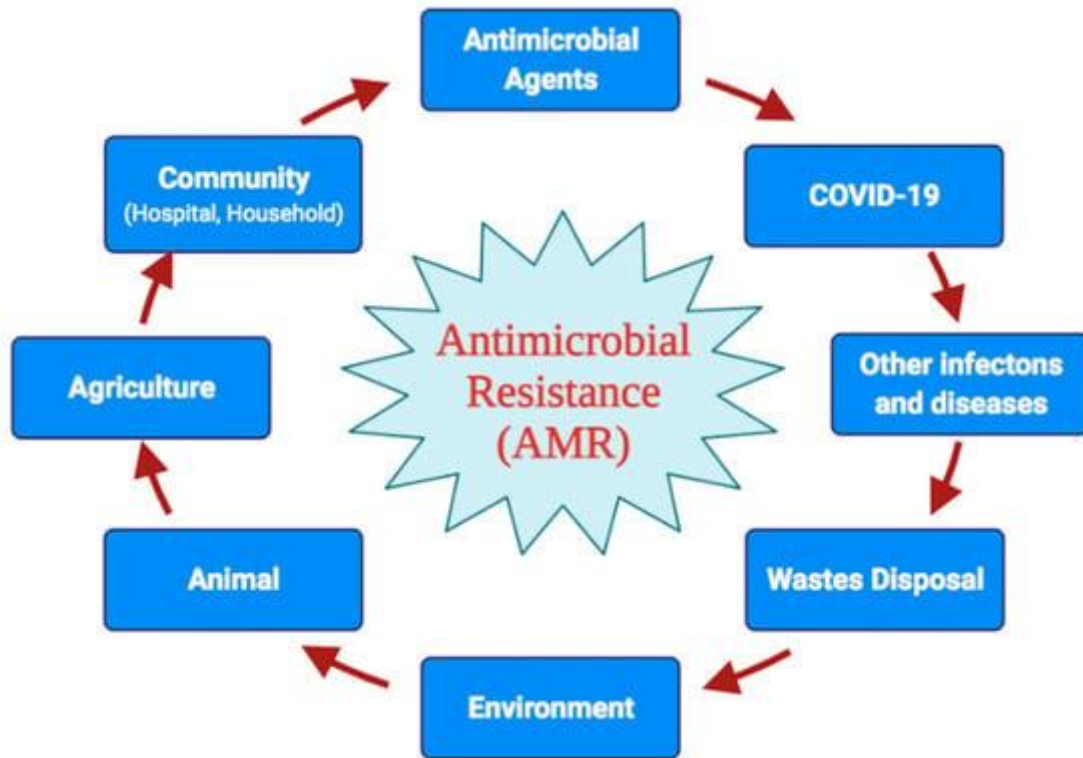 Antimicrobial
Agents
COVID-19
Other infectons
and diseases
Wastes Disposal
Environment
Animal
Agriculture
Community
(Hospital, Household)
Antimicrobial
Resistance
(AMR)